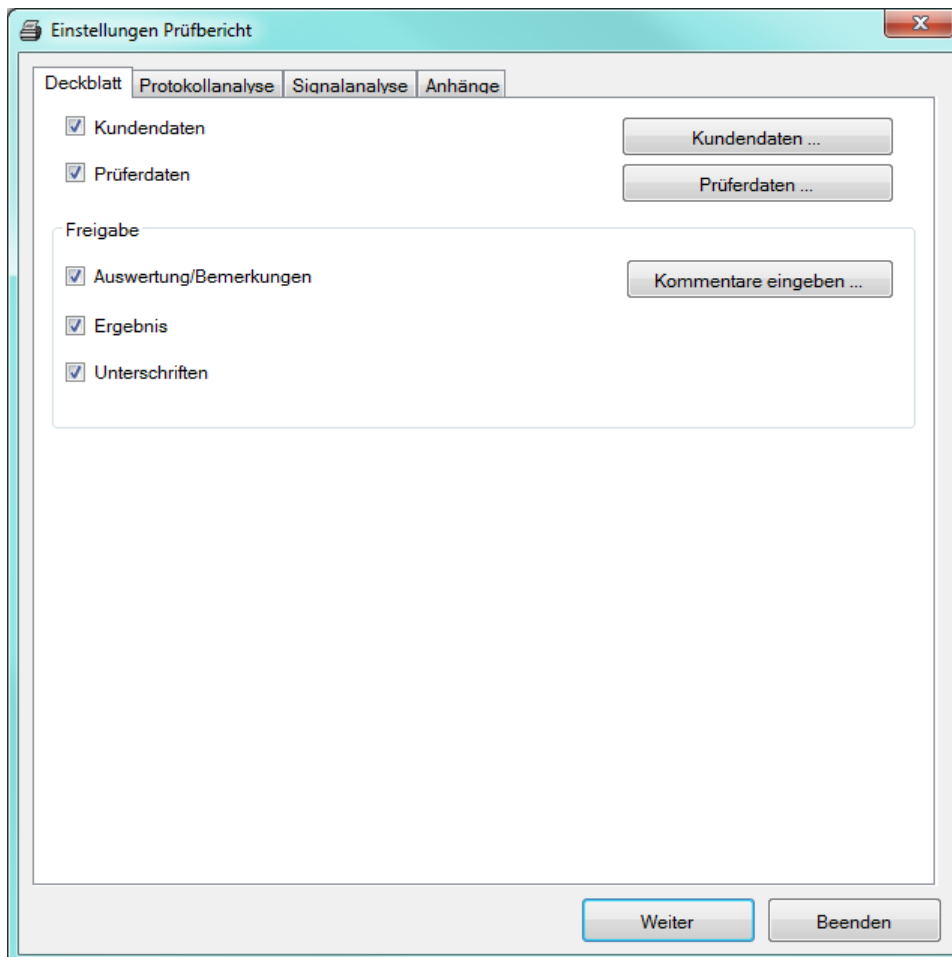 Einstellungen Prüfbericht
x
Deckblatt Protokollanalyse Signalanalyse Anhänge
Kundendaten Kundendaten ...
Prüferdaten Prüferdaten ...
Freigabe
Auswertung/Bemerkungen Kommentare eingeben ...
Ergebnis
Unterschriften
Weiter Beenden